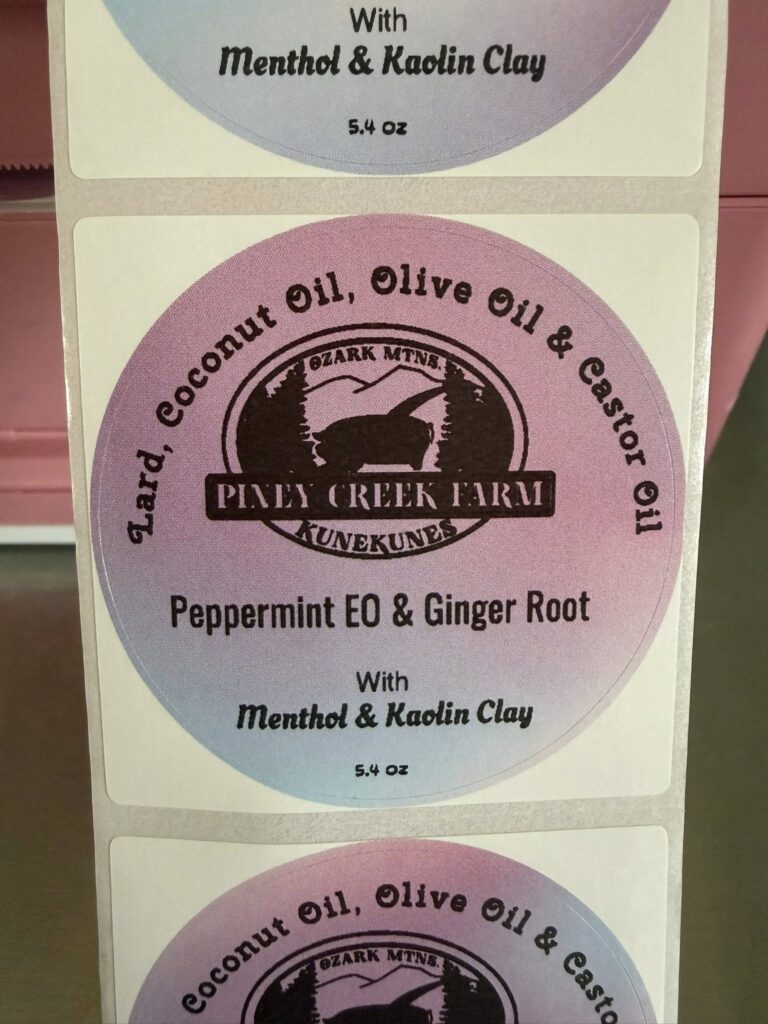 With
Menthol & Kaolin Clay
5.4 oz
Lard, Coconut Oil, Olive Oil & Castor Oil
OZARK MTNS.
PINEY CREEK FARM
KUNEKUNES
Peppermint EO & Ginger Root
With
Menthol & Kaolin Clay
5.4 oz
Coconut Oil, Olive Oil & Casto
OZARK MTNS.